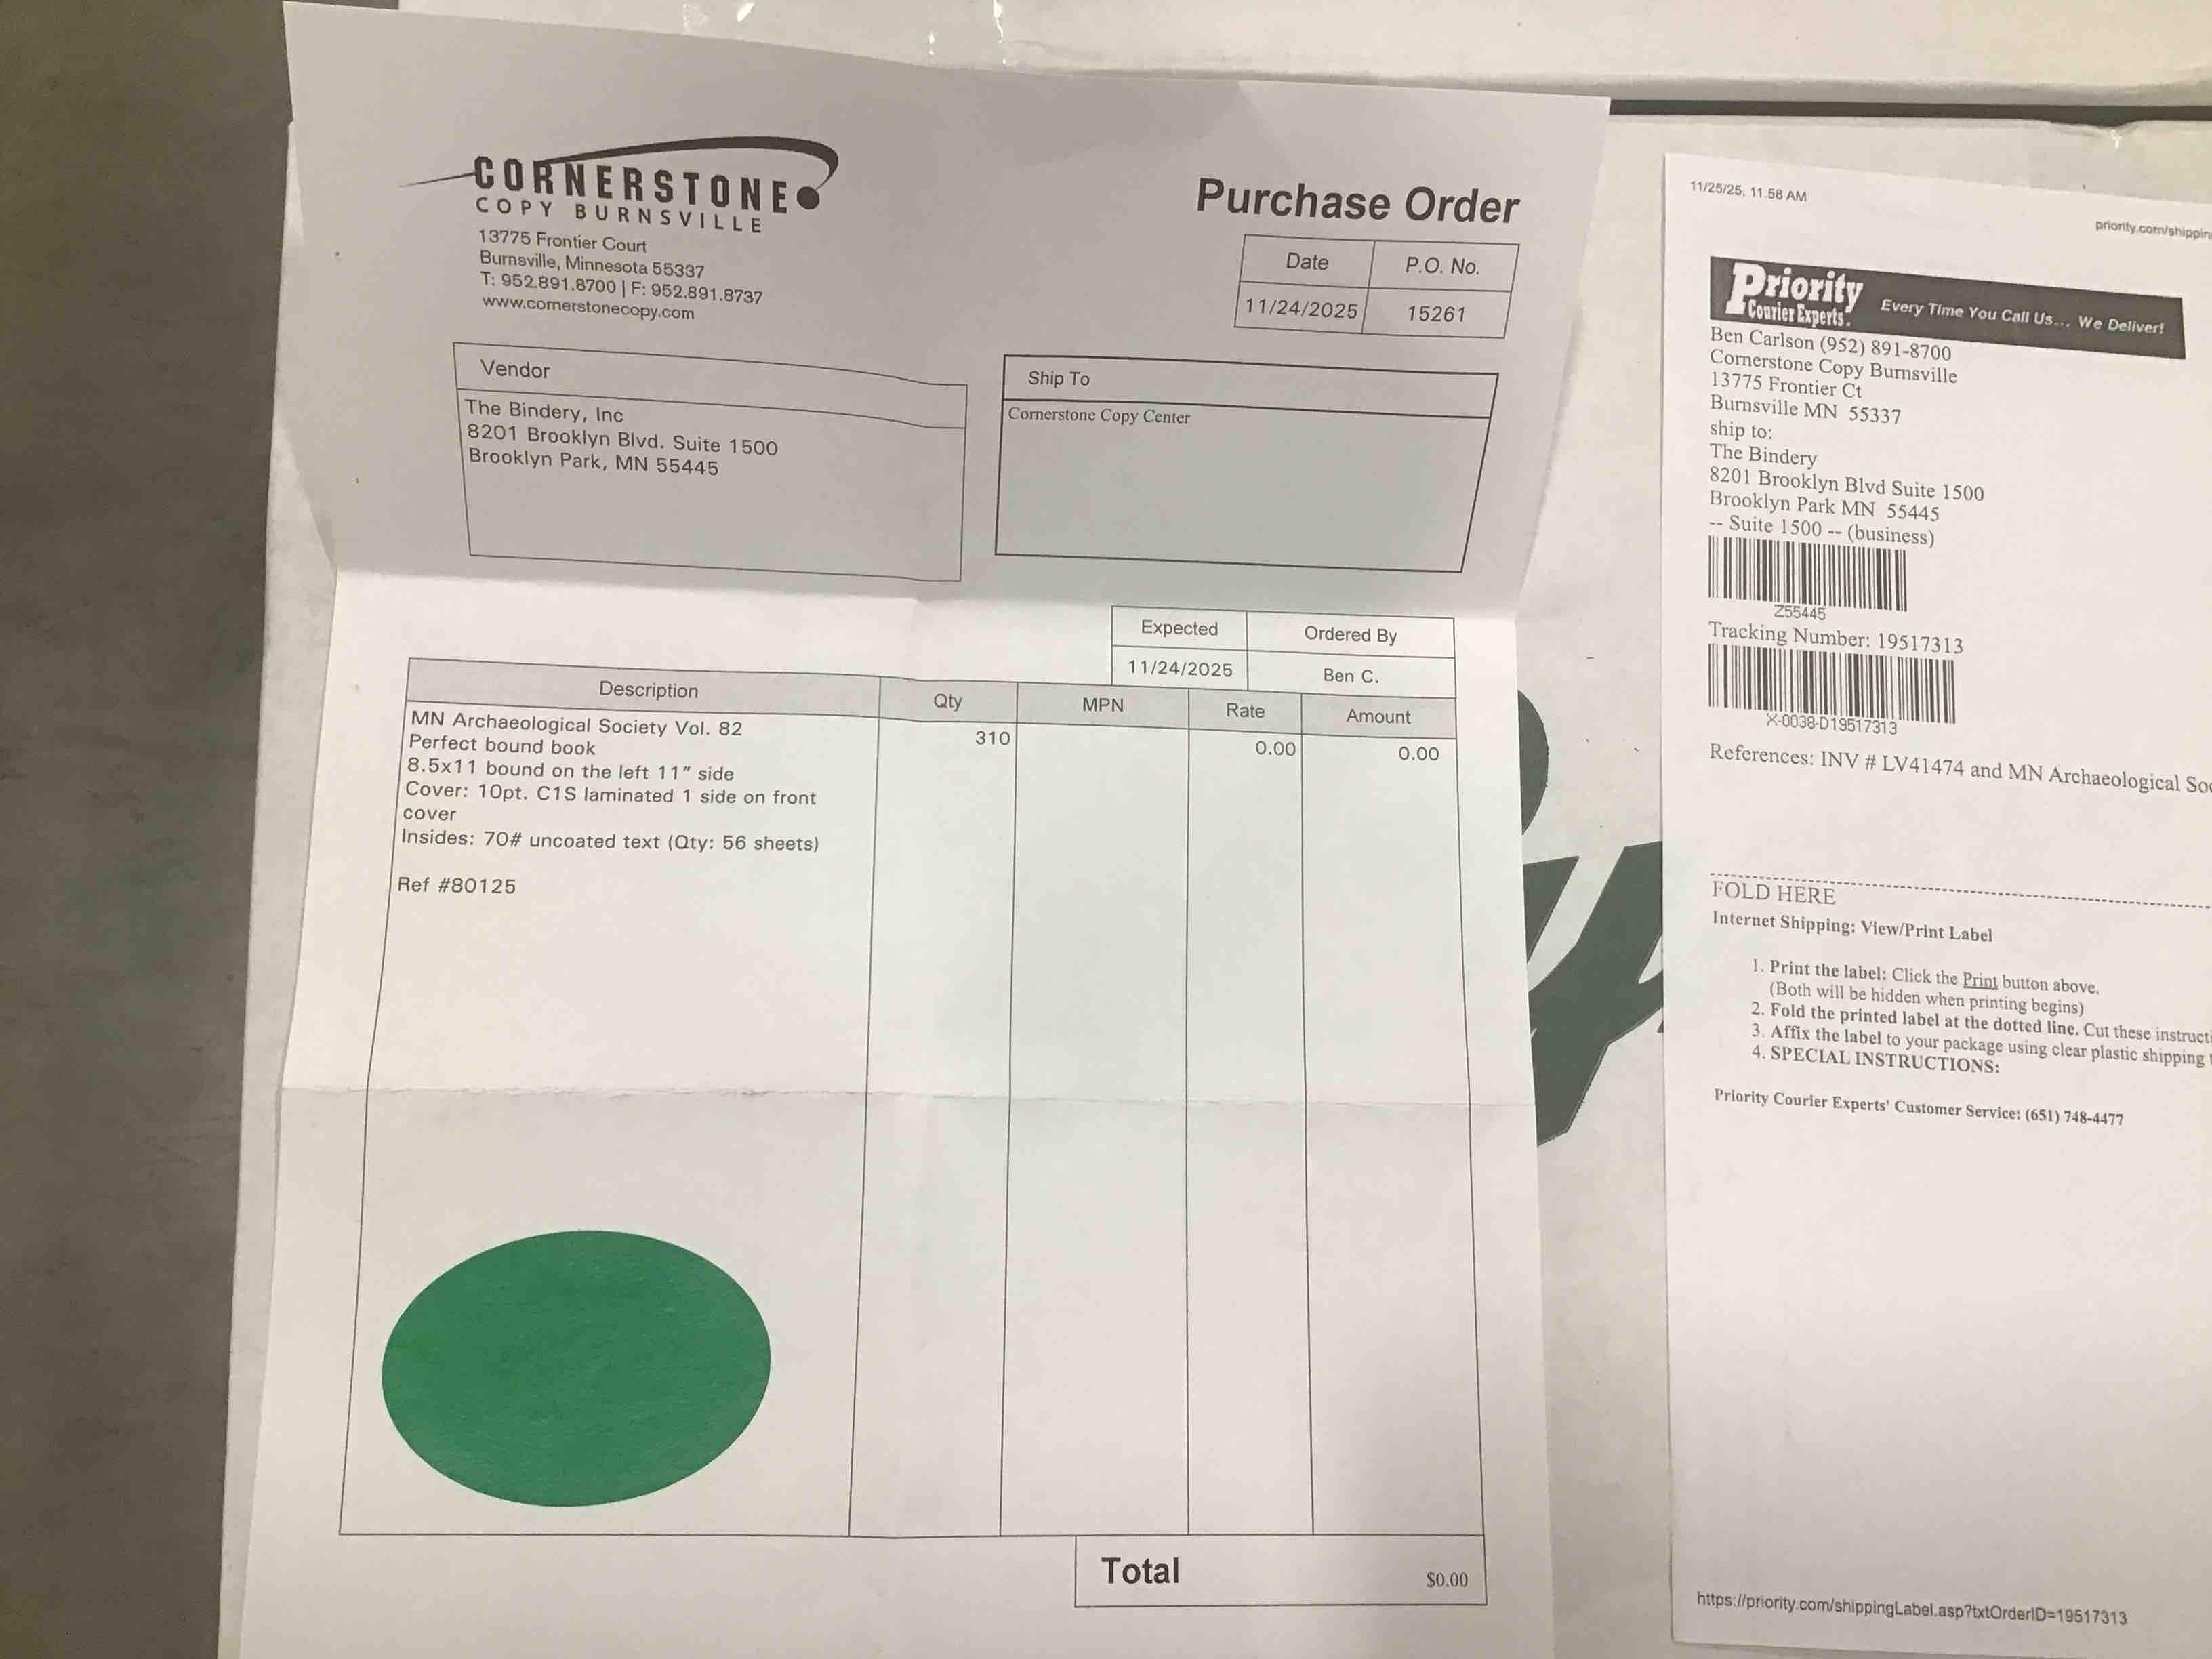 CORNERSTONE
COPY BURNSVILLE
13775 Frontier Court
Burnsville, Minnesota 55337
T: 952.891.8700 | F: 952.891.8737
www.cornerstonecopy.com
Purchase Order
Date P.O. No.
11/24/2025 15261
Vendor
The Bindery, Inc
8201 Brooklyn Blvd. Suite 1500
Brooklyn Park, MN 55445
Ship To
Cornerstone Copy Center
Expected Ordered By
11/24/2025 Ben C.
Description Qty MPN Rate Amount
MN Archaeological Society Vol. 82 310 0.00 0.00
Perfect bound book
8.5x11 bound on the left 11" side
Cover: 10pt. C1S laminated 1 side on front
cover
Insides: 70# uncoated text (Qty: 56 sheets)
Ref #80125
Total $0.00
11/25/25, 11:58 AM
priority.com/shippin
Priority
Courier Experts.
Every Time You Call Us... We Deliver!
Ben Carlson (952) 891-8700
Cornerstone Copy Burnsville
13775 Frontier Ct
Burnsville MN 55337
ship to:
The Bindery
8201 Brooklyn Blvd Suite 1500
Brooklyn Park MN 55445
-- Suite 1500 -- (business)
Z55445
Tracking Number: 19517313
X-0038-D19517313
References: INV # LV41474 and MN Archaeological Soc
FOLD HERE
Internet Shipping: View/Print Label
1. Print the label: Click the Print button above.
(Both will be hidden when printing begins)
2. Fold the printed label at the dotted line. Cut these instructi
3. Affix the label to your package using clear plastic shipping
4. SPECIAL INSTRUCTIONS:
Priority Courier Experts' Customer Service: (651) 748-4477
https://priority.com/shippingLabel.asp?txtOrderID=19517313